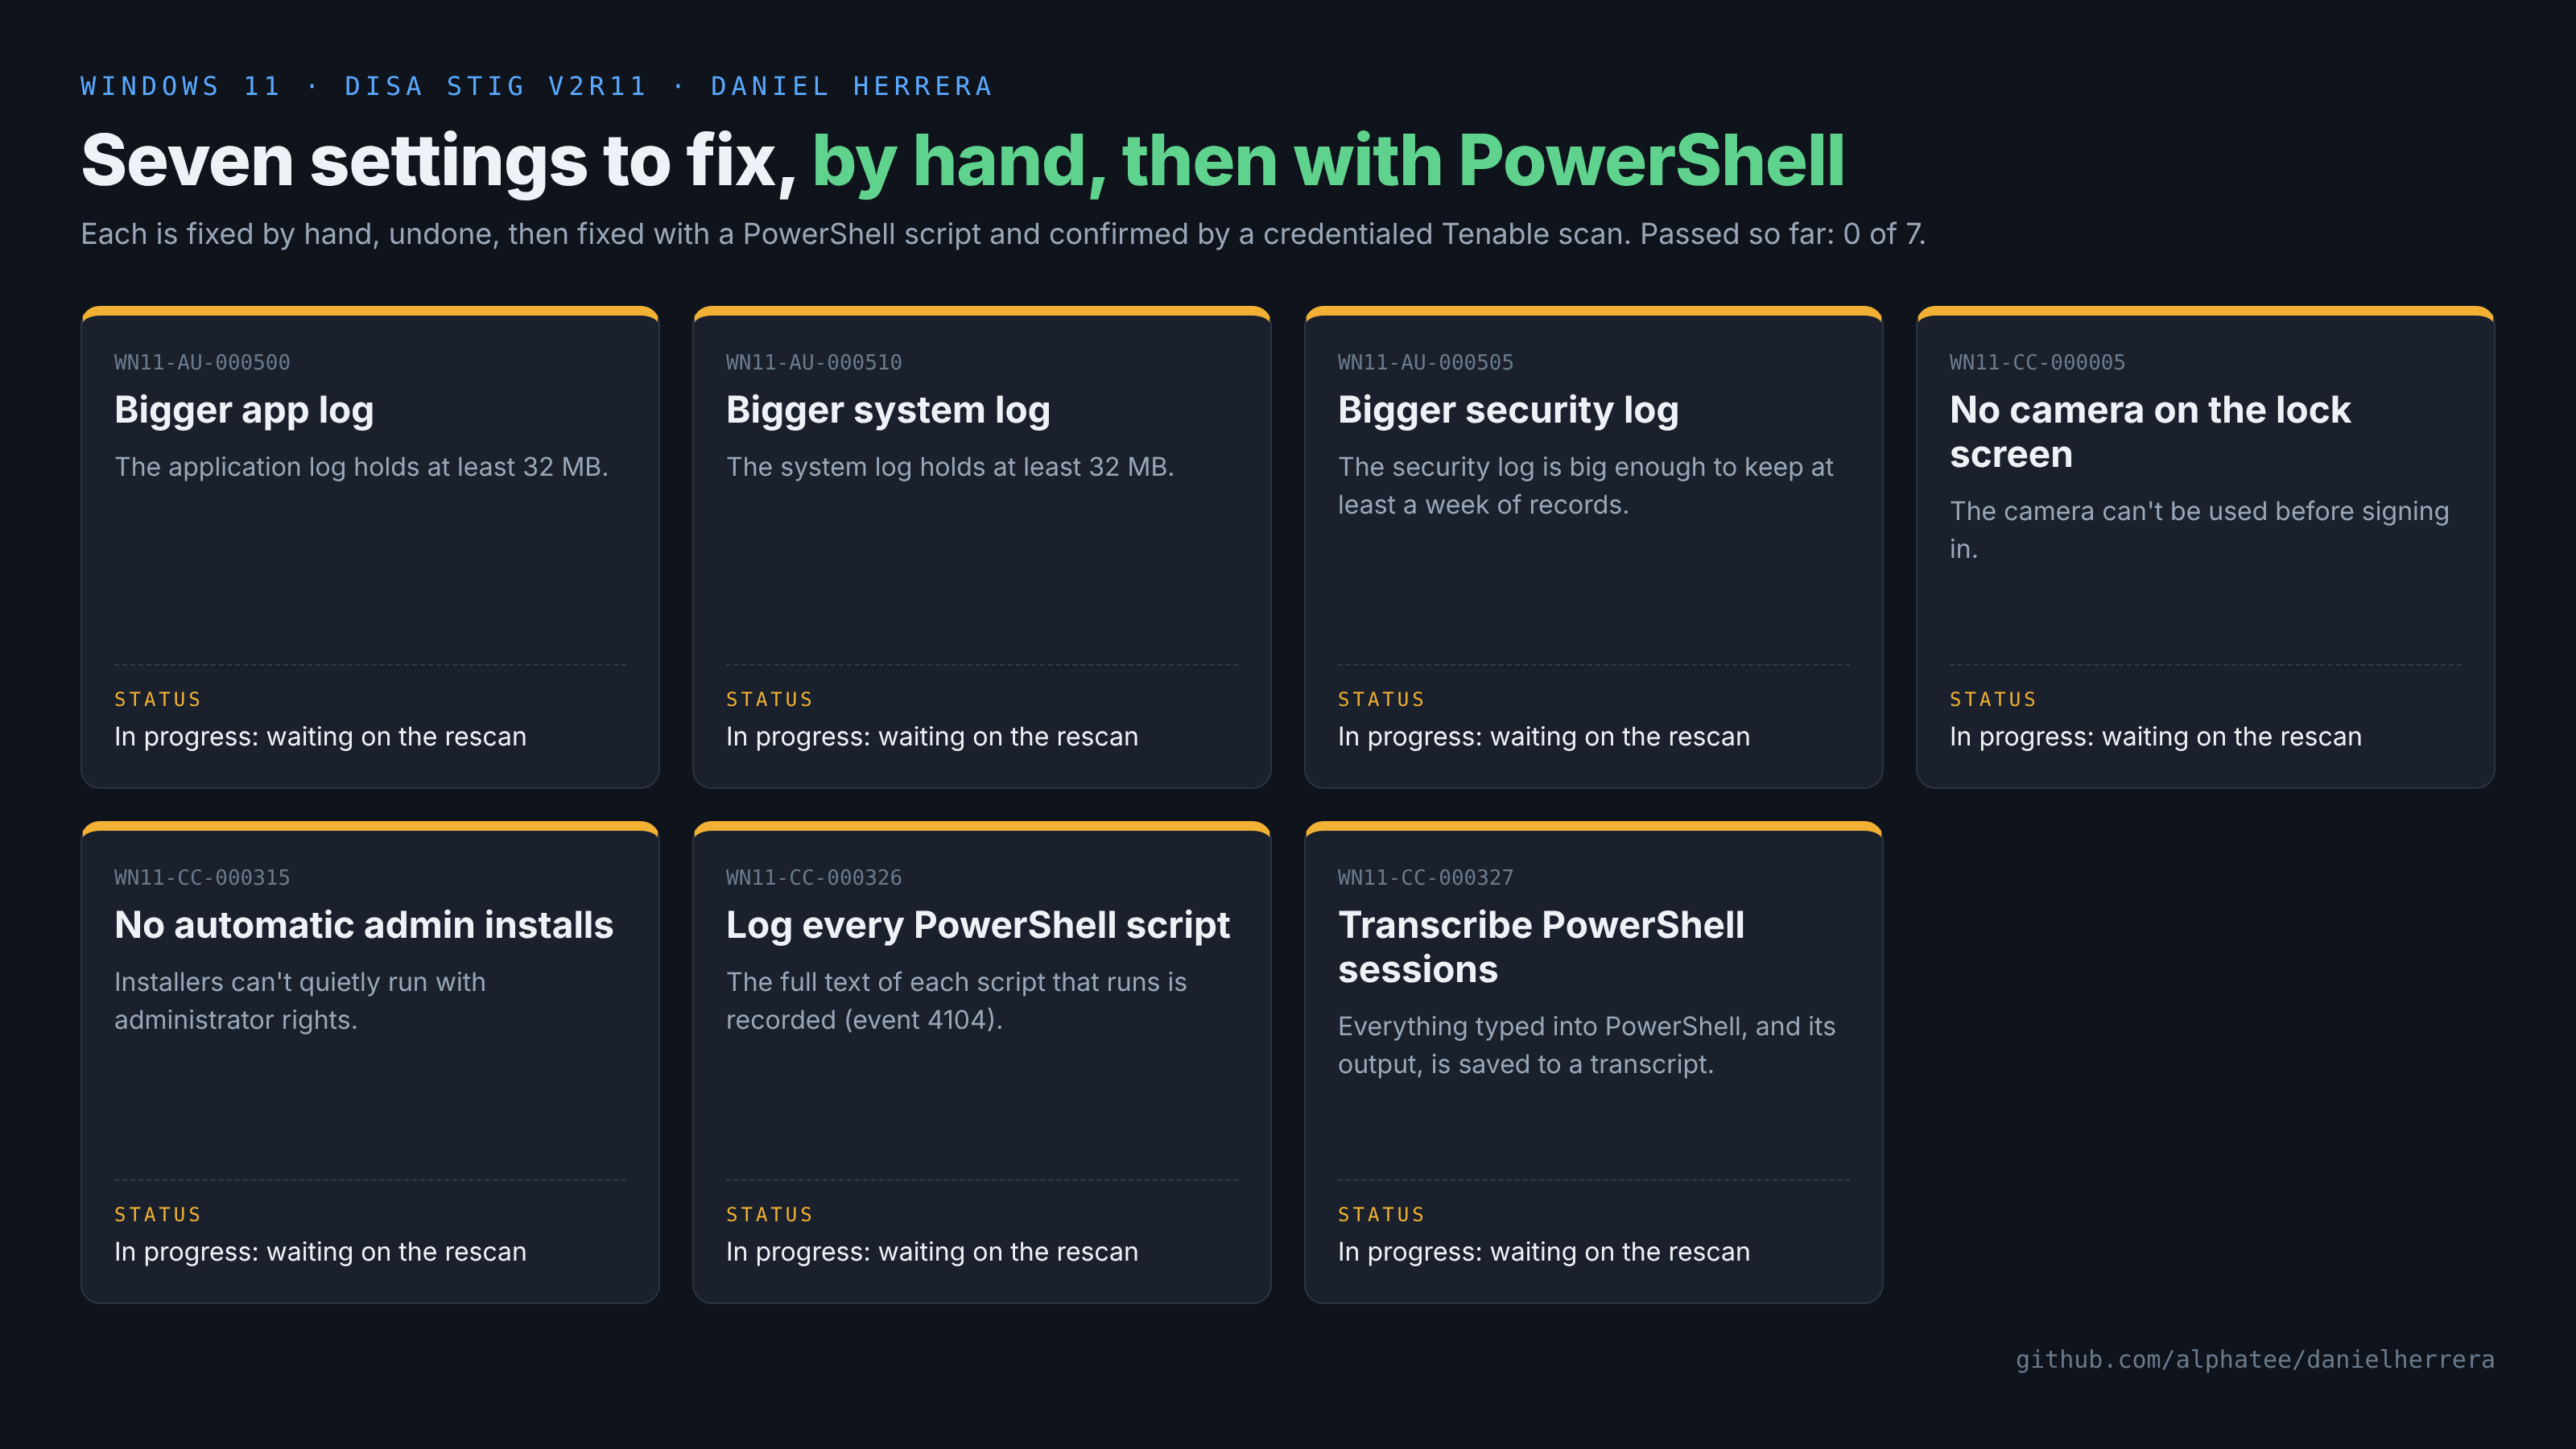 WINDOWS 11 · DISA STIG V2R11 · DANIEL HERRERA
Seven settings to fix, by hand, then with PowerShell
Each is fixed by hand, undone, then fixed with a PowerShell script and confirmed by a credentialed Tenable scan. Passed so far: 0 of 7.
WN11-AU-000500
Bigger app log
The application log holds at least 32 MB.
STATUS
In progress: waiting on the rescan
WN11-AU-000510
Bigger system log
The system log holds at least 32 MB.
STATUS
In progress: waiting on the rescan
WN11-AU-000505
Bigger security log
The security log is big enough to keep at
least a week of records.
STATUS
In progress: waiting on the rescan
WN11-CC-000005
No camera on the lock
screen
The camera can't be used before signing
in.
STATUS
In progress: waiting on the rescan
WN11-CC-000315
No automatic admin installs
Installers can't quietly run with
administrator rights.
STATUS
In progress: waiting on the rescan
WN11-CC-000326
Log every PowerShell script
The full text of each script that runs is
recorded (event 4104).
STATUS
In progress: waiting on the rescan
WN11-CC-000327
Transcribe PowerShell
sessions
Everything typed into PowerShell, and its
output, is saved to a transcript.
STATUS
In progress: waiting on the rescan
github.com/alphatee/danielherrera